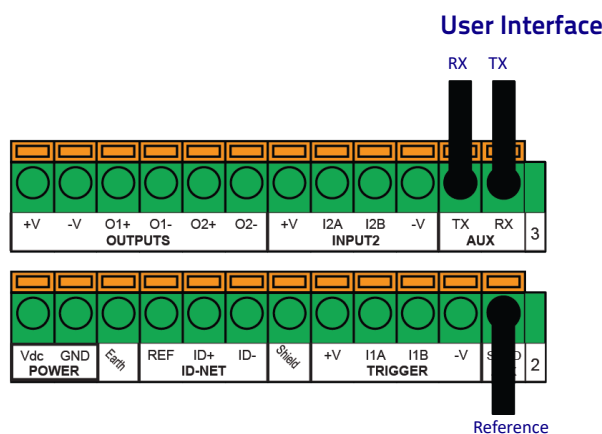 User Interface
RX TX
+V -V O1+ O1- O2+ O2- +V I2A I2B -V TX RX
OUTPUTS INPUT2 AUX
3
Vdc GND Earth REF ID+ ID- Shield +V I1A I1B -V
POWER ID-NET TRIGGER
2
Reference